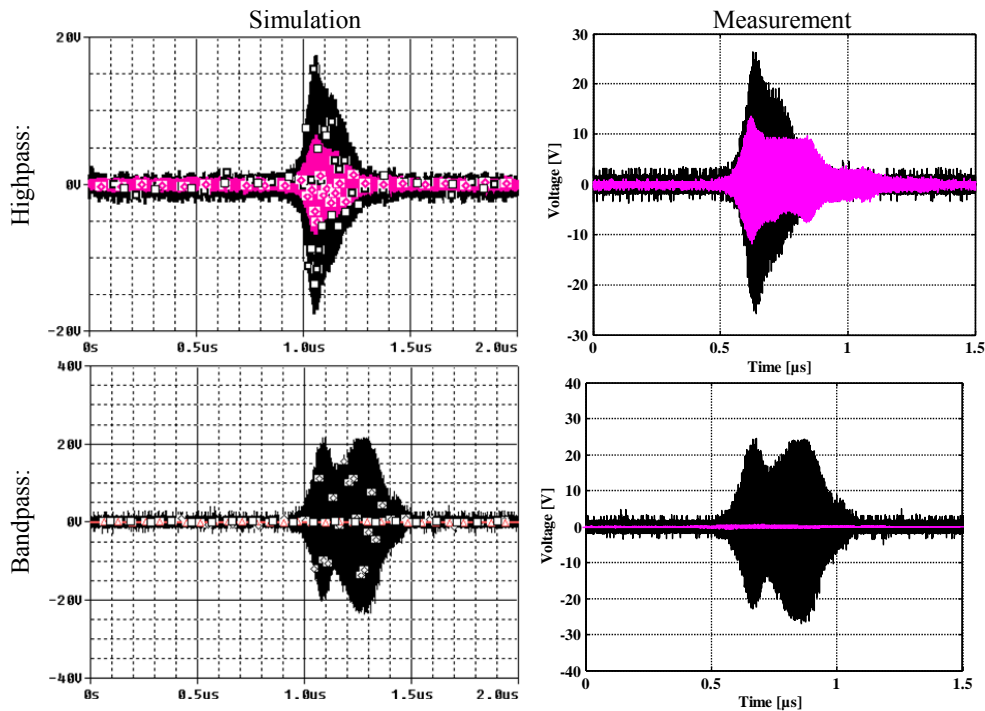 Simulation
Measurement
Highpass:
20V
0V
-20V
0s 0.5us 1.0us 1.5us 2.0us
Voltage [V]
30
20
10
0
-10
-20
-30
0 0.5 1 1.5
Time [µs]
Bandpass:
40V
20V
0V
-20V
-40V
0s 0.5us 1.0us 1.5us 2.0us
Voltage [V]
40
30
20
10
0
-10
-20
-30
-40
0 0.5 1 1.5
Time [µs]